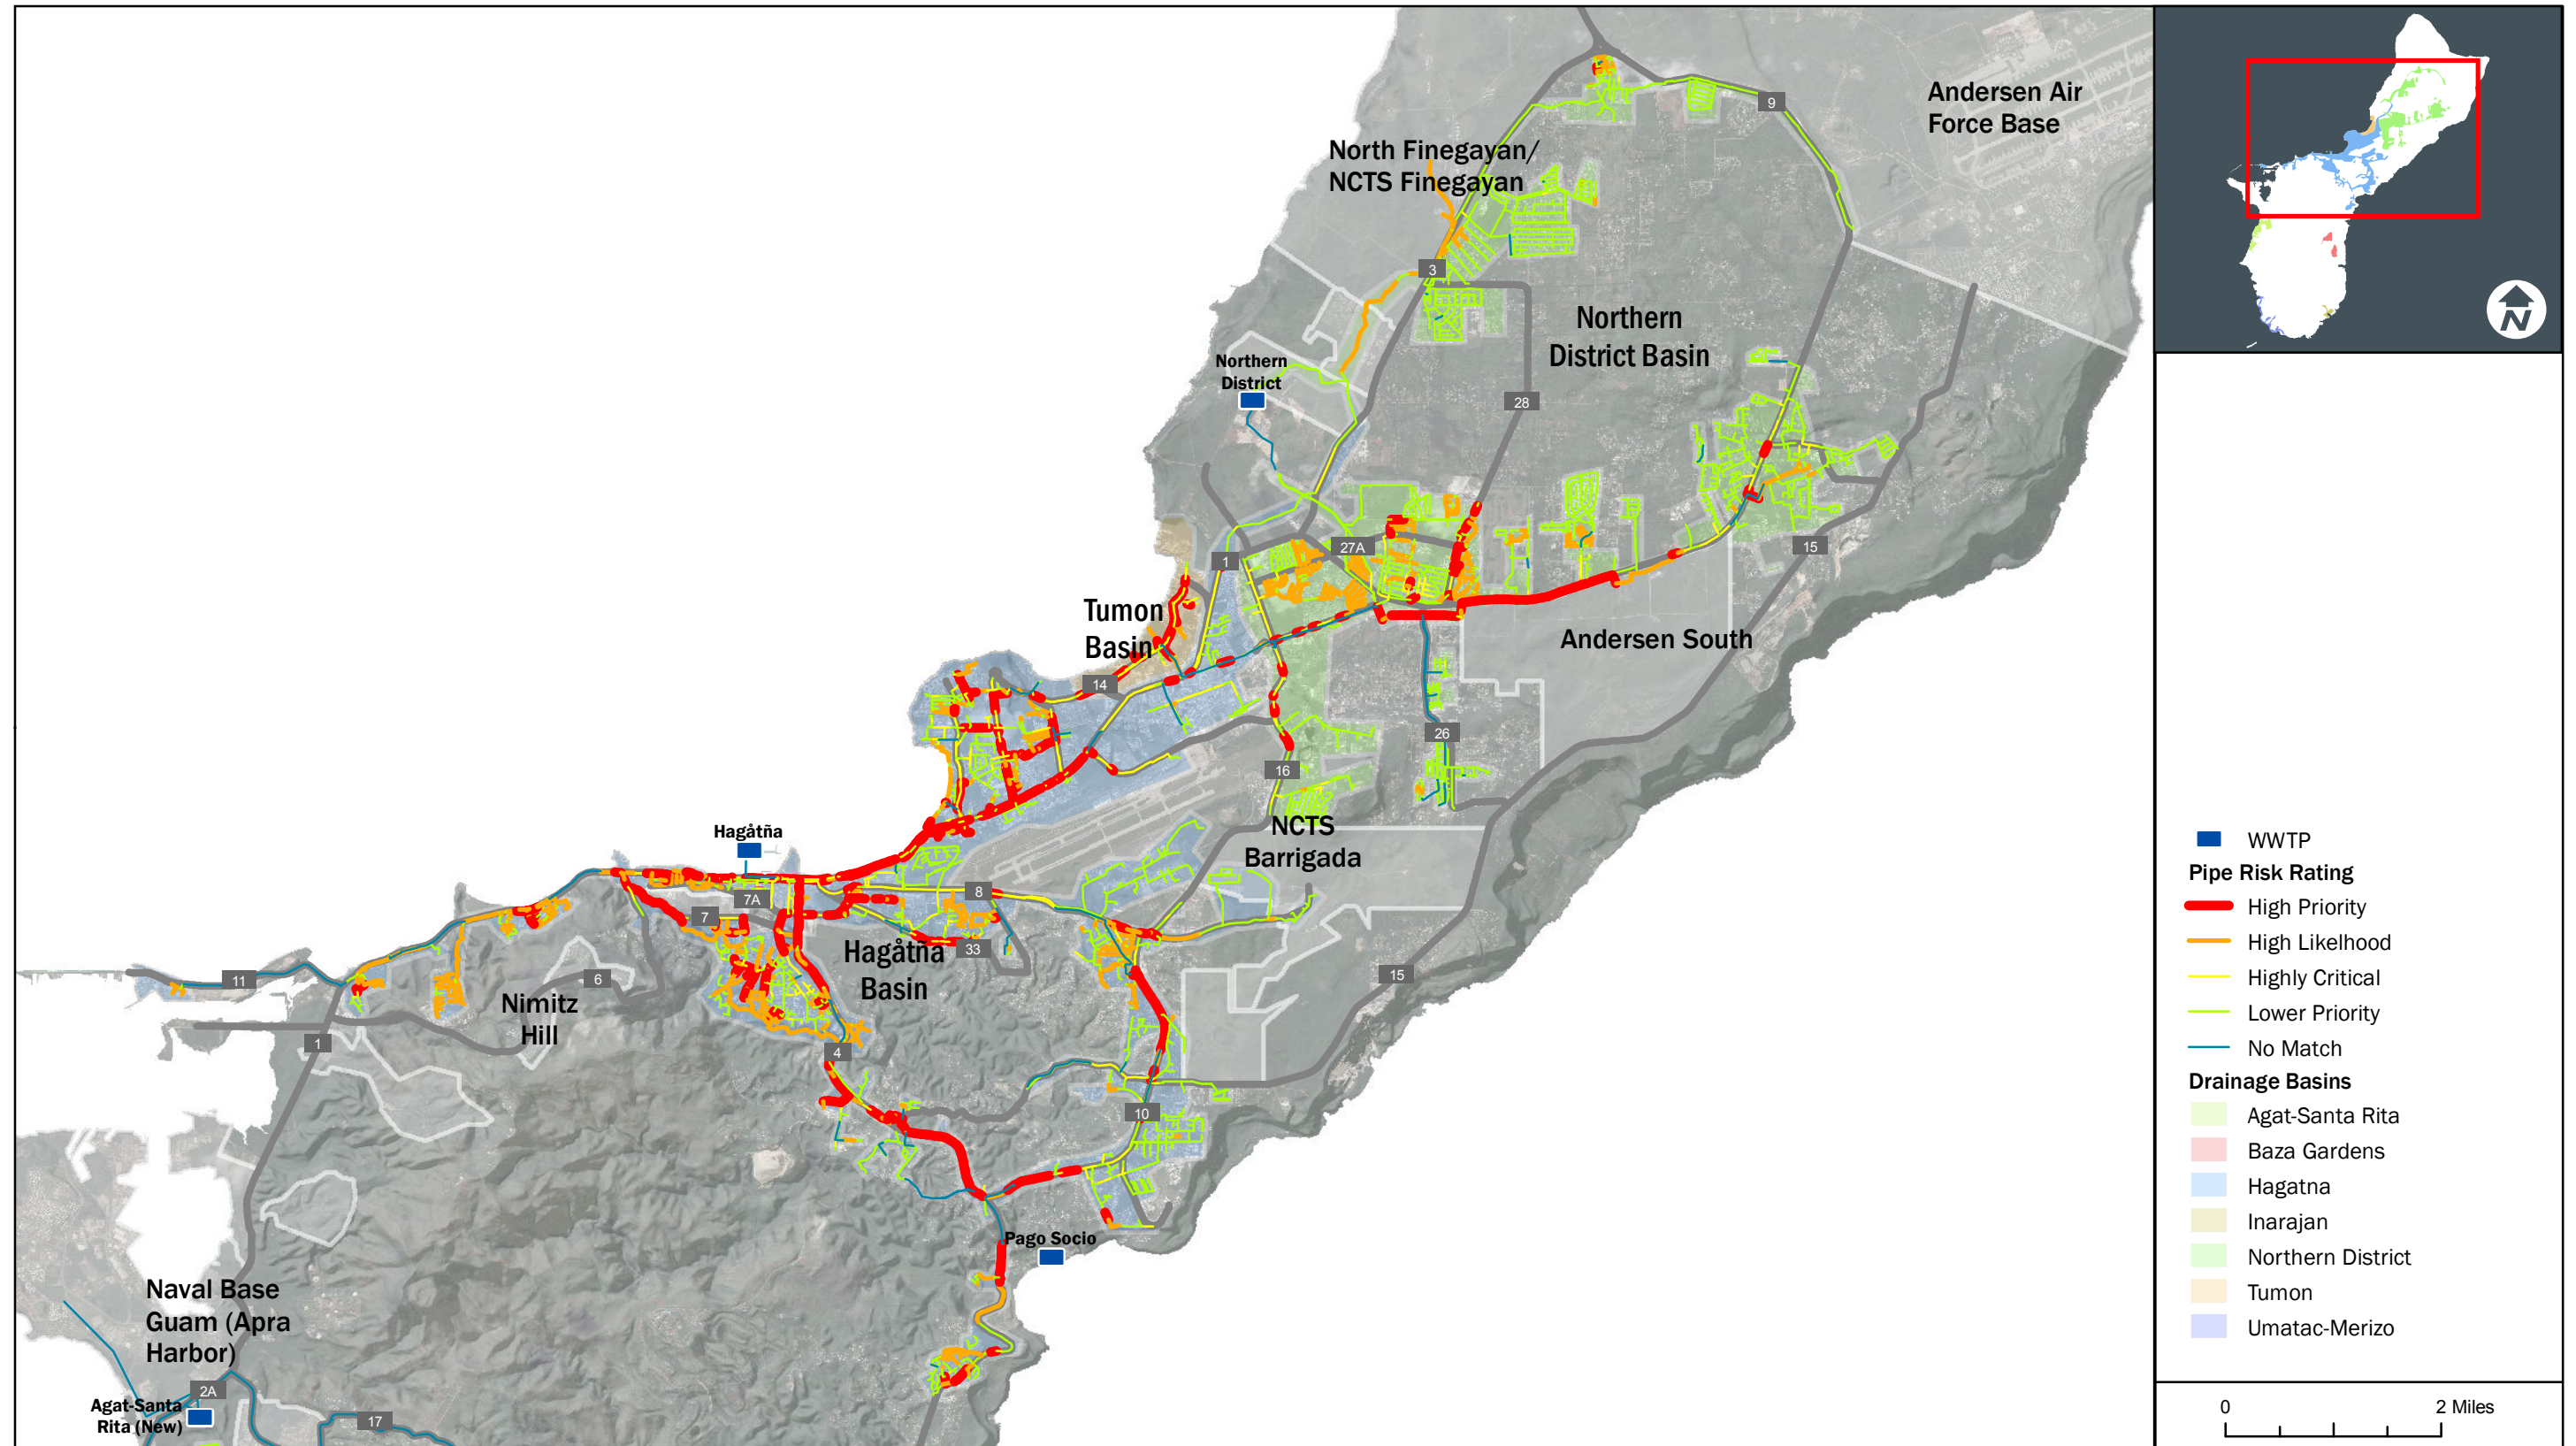 Andersen Air
Force Base
9
North Finegayan/
NCTS Finegayan
3
Northern
District Basin
Northern
District
28
27A
1
15
Tumon
Basin
Andersen South
14
26
16
NCTS
Barrigada
Hagåtña
8
7A
7
33
Hagåtña
Basin
11
6
15
Nimitz
Hill
1
4
10
Pago Socio
Naval Base
Guam (Apra
Harbor)
2A
Agat-Santa
Rita (New)
17
N
WWTP
Pipe Risk Rating
High Priority
High Likelhood
Highly Critical
Lower Priority
No Match
Drainage Basins
Agat-Santa Rita
Baza Gardens
Hagatna
Inarajan
Northern District
Tumon
Umatac-Merizo
0 2 Miles